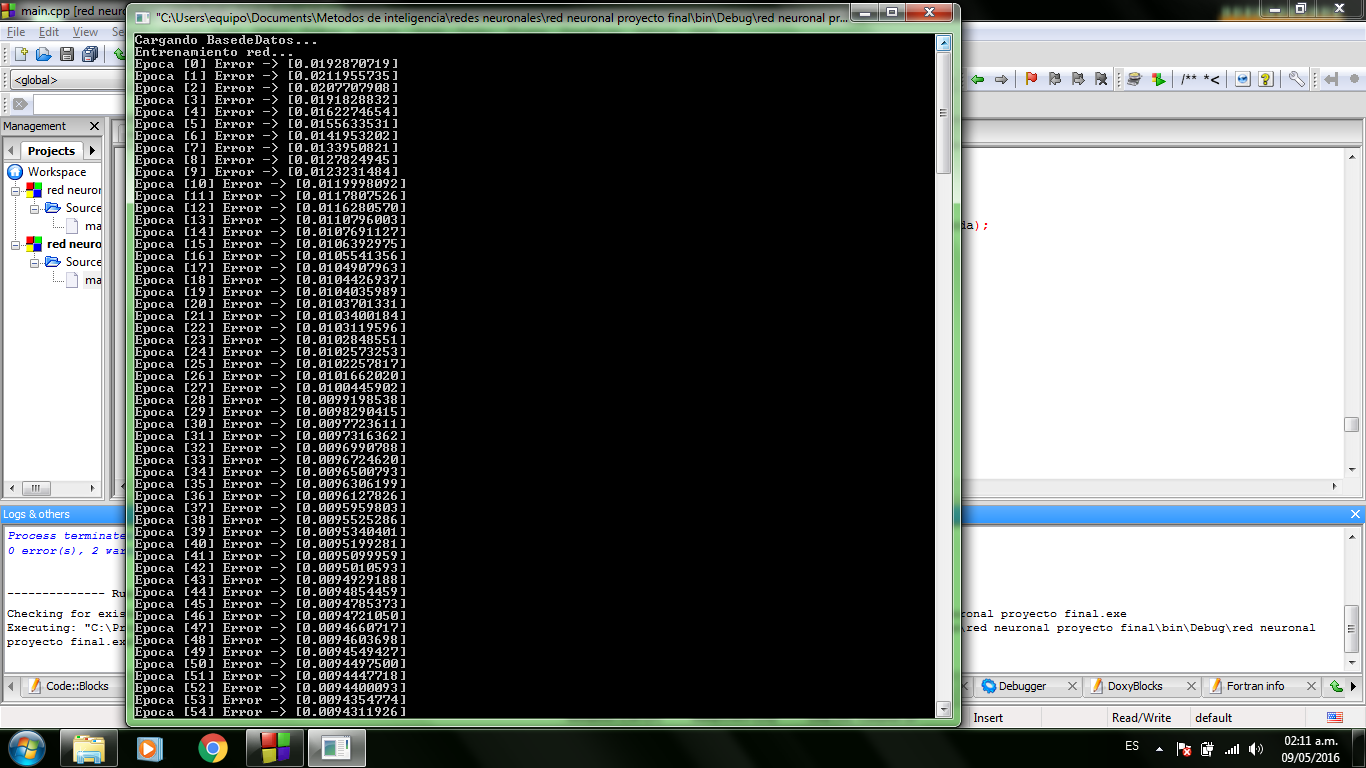 main.cpp [red neur
"C:\Users\equipo\Documents\Metodos de inteligencia\redes neuronales\red neuronal proyecto final\bin\Debug\red neuronal pr...
File Edit View Se
<global>
/** *<
Management
Projects
Workspace
red neuror
Source
ma
red neuro
Source
ma
Cargando BasedeDatos...
Entrenamiento red...
Epoca [0] Error -> [0.0192870719]
Epoca [1] Error -> [0.0211955735]
Epoca [2] Error -> [0.0207707908]
Epoca [3] Error -> [0.0191828832]
Epoca [4] Error -> [0.0162274654]
Epoca [5] Error -> [0.0155633531]
Epoca [6] Error -> [0.0141953202]
Epoca [7] Error -> [0.0133950821]
Epoca [8] Error -> [0.0127824945]
Epoca [9] Error -> [0.0123231484]
Epoca [10] Error -> [0.0119998092]
Epoca [11] Error -> [0.0117807526]
Epoca [12] Error -> [0.0116280570]
Epoca [13] Error -> [0.0110796003]
Epoca [14] Error -> [0.0107691127]
Epoca [15] Error -> [0.0106392975]
Epoca [16] Error -> [0.0105541356]
Epoca [17] Error -> [0.0104907963]
Epoca [18] Error -> [0.0104426937]
Epoca [19] Error -> [0.0104035989]
Epoca [20] Error -> [0.0103701331]
Epoca [21] Error -> [0.0103400184]
Epoca [22] Error -> [0.0103119596]
Epoca [23] Error -> [0.0102848551]
Epoca [24] Error -> [0.0102573253]
Epoca [25] Error -> [0.0102257817]
Epoca [26] Error -> [0.0101662020]
Epoca [27] Error -> [0.0100445902]
Epoca [28] Error -> [0.0099198538]
Epoca [29] Error -> [0.0098290415]
Epoca [30] Error -> [0.0097723611]
Epoca [31] Error -> [0.0097316362]
Epoca [32] Error -> [0.0096990788]
Epoca [33] Error -> [0.0096724620]
Epoca [34] Error -> [0.0096500793]
Epoca [35] Error -> [0.0096306199]
Epoca [36] Error -> [0.0096127826]
Epoca [37] Error -> [0.0095959803]
Epoca [38] Error -> [0.0095525286]
Epoca [39] Error -> [0.0095340401]
Epoca [40] Error -> [0.0095199281]
Epoca [41] Error -> [0.0095099959]
Epoca [42] Error -> [0.0095010593]
Epoca [43] Error -> [0.0094929188]
Epoca [44] Error -> [0.0094854459]
Epoca [45] Error -> [0.0094785373]
Epoca [46] Error -> [0.0094721050]
Epoca [47] Error -> [0.0094660717]
Epoca [48] Error -> [0.0094603698]
Epoca [49] Error -> [0.0094549427]
Epoca [50] Error -> [0.0094497500]
Epoca [51] Error -> [0.0094447718]
Epoca [52] Error -> [0.0094400093]
Epoca [53] Error -> [0.0094354774]
Epoca [54] Error -> [0.0094311926]
da);
Logs & others
Process terminate
0 error(s), 2 war
-------------- Ru
Checking for exis
onal proyecto final.exe
Executing: "C:\Pr
\red neuronal proyecto final\bin\Debug\red neuronal
proyecto final.ex
Code::Blocks
Debugger
DoxyBlocks
Fortran info
Insert
Read/Write
default
ES
02:11 a.m.
09/05/2016